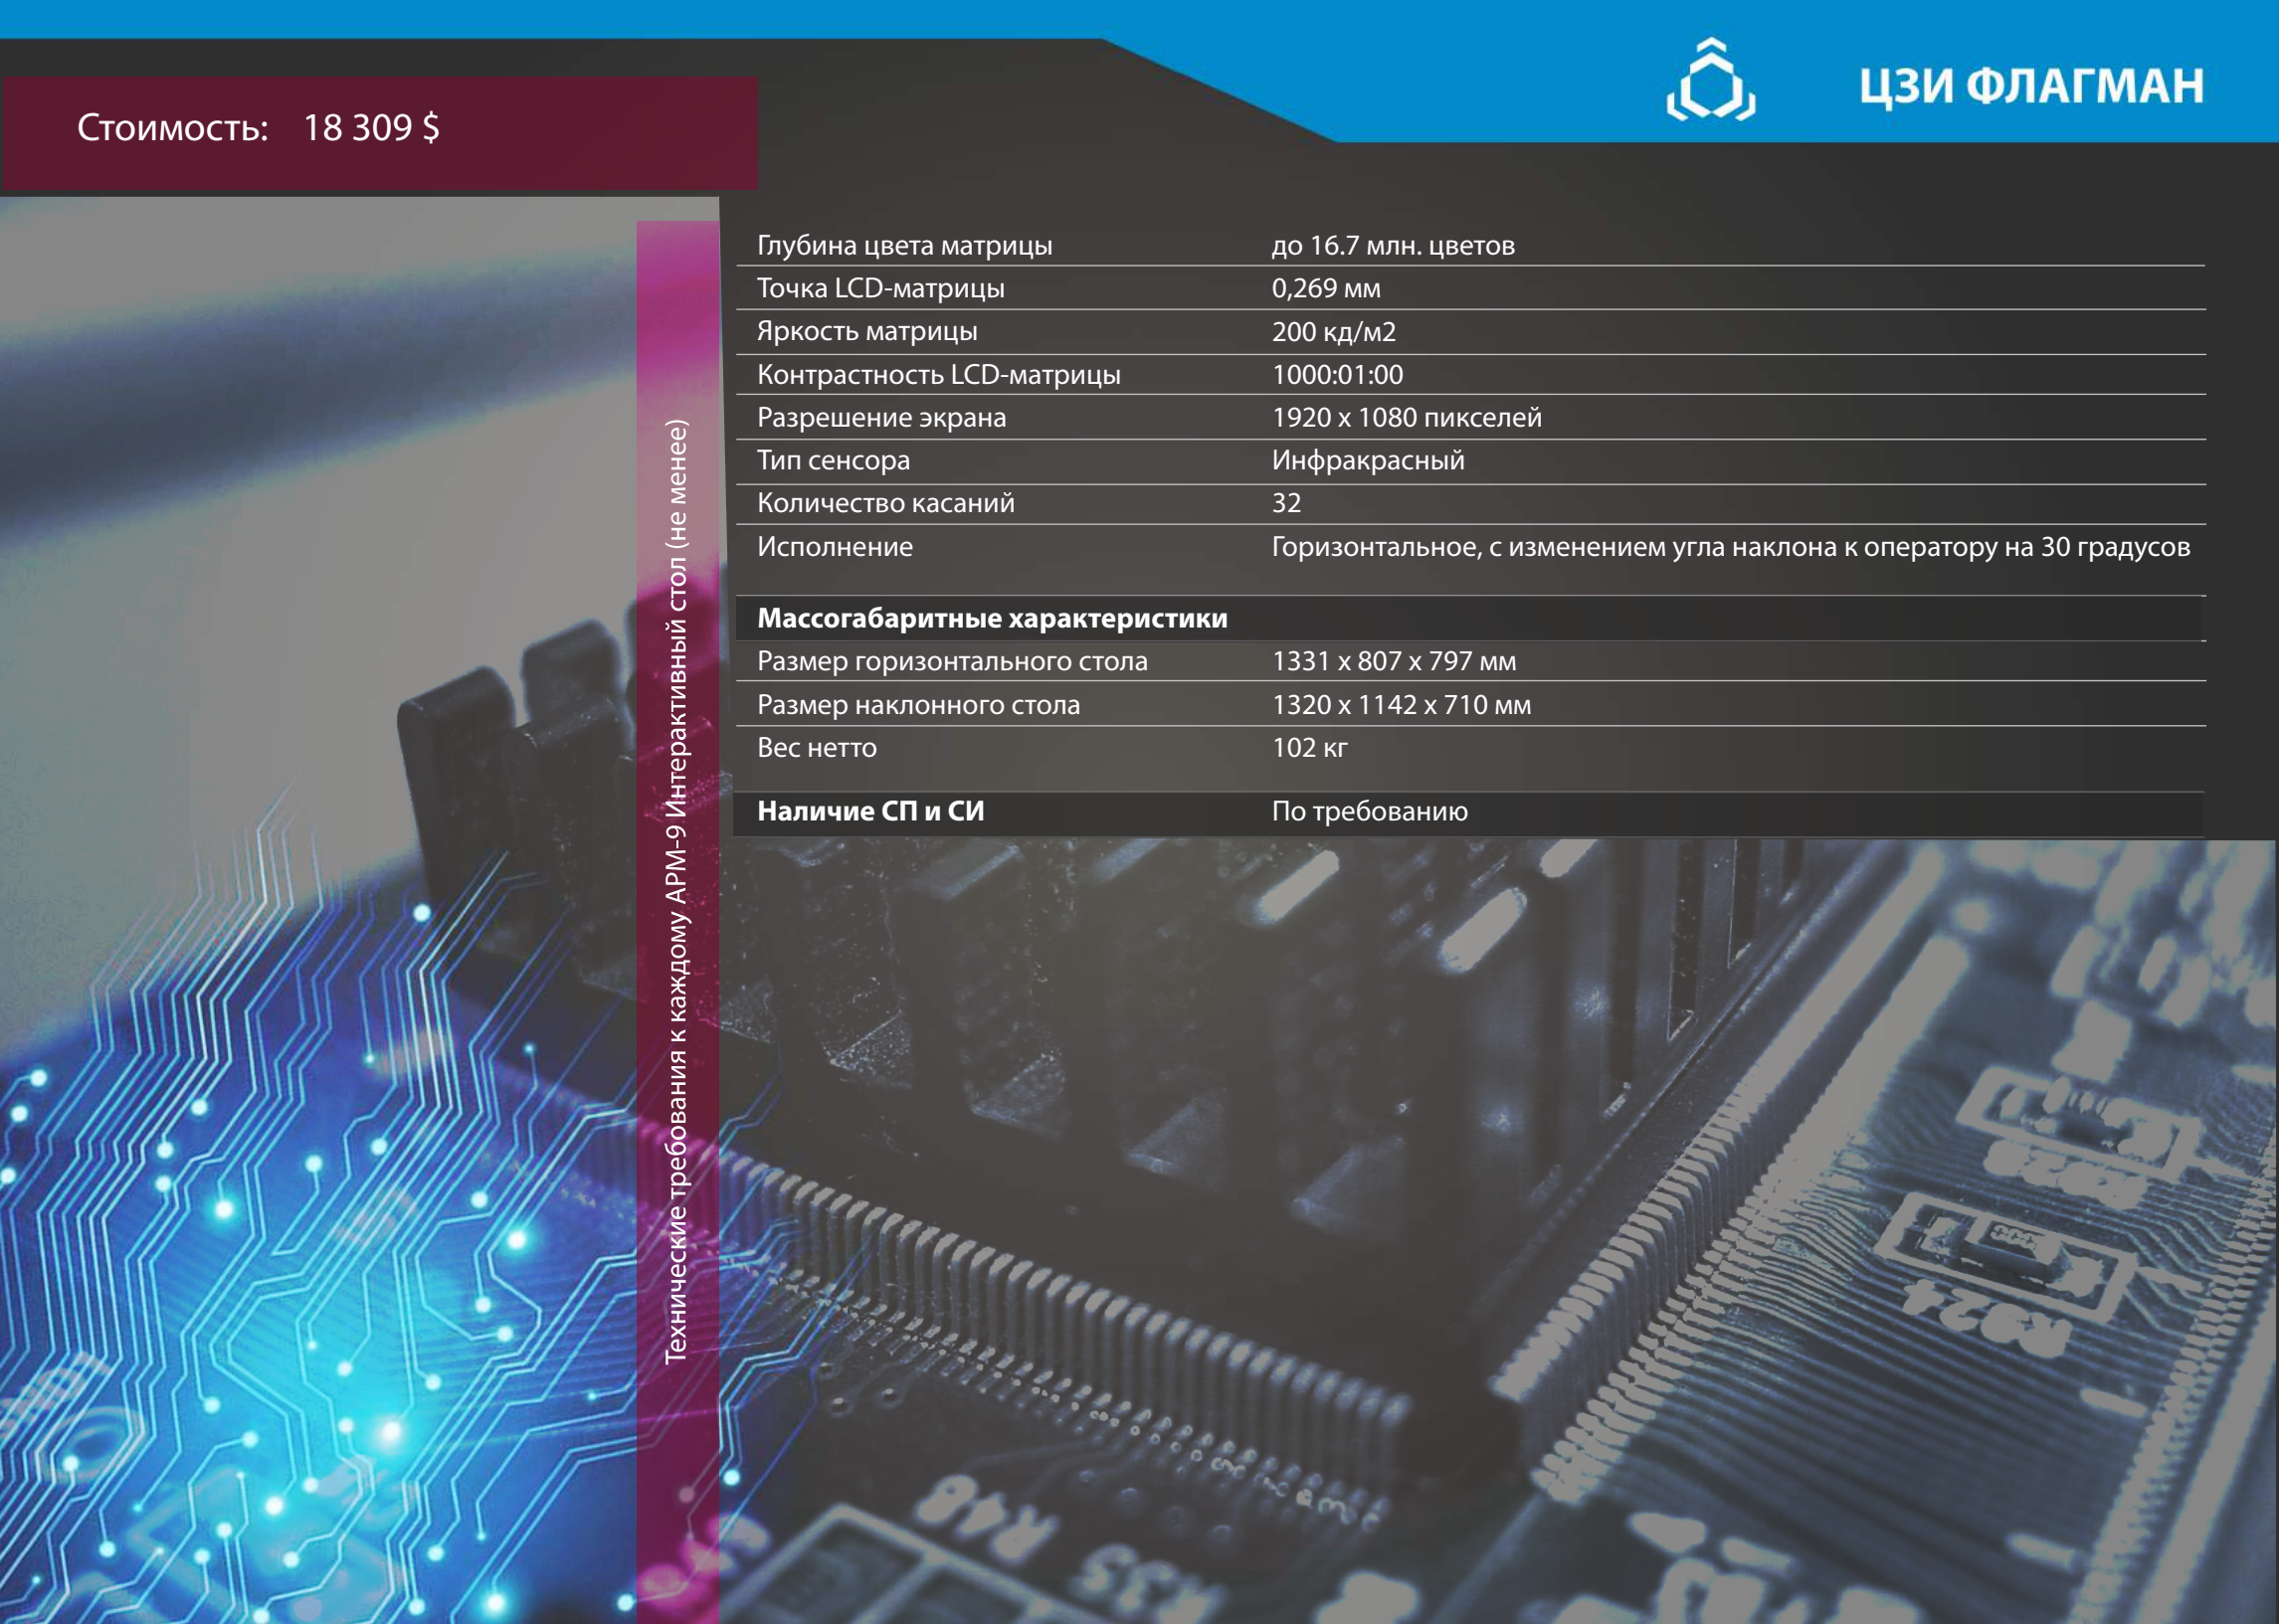 ЦЗИ ФЛАГМАН
Стоимость: 18 309 $
Технические требования к каждому АРМ-9 Интерактивный стол (не менее)
Глубина цвета матрицы до 16.7 млн. цветов
Точка LCD-матрицы 0,269 мм
Яркость матрицы 200 кд/м2
Контрастность LCD-матрицы 1000:01:00
Разрешение экрана 1920 x 1080 пикселей
Тип сенсора Инфракрасный
Количество касаний 32
Исполнение Горизонтальное, с изменением угла наклона к оператору на 30 градусов
Массогабаритные характеристики
Размер горизонтального стола 1331 x 807 x 797 мм
Размер наклонного стола 1320 x 1142 x 710 мм
Вес нетто 102 кг
Наличие СП и СИ По требованию
R924
R48